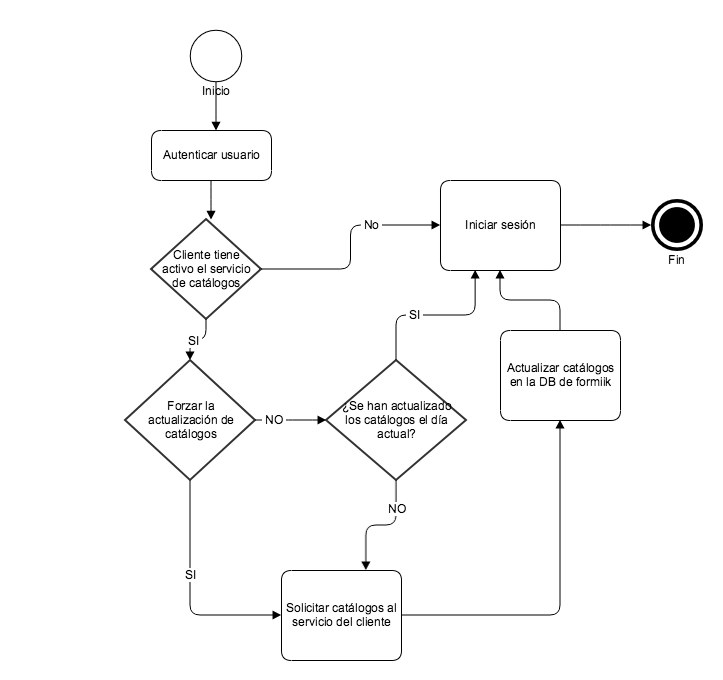 Inicio
Autenticar usuario
No
Iniciar sesión
Fin
Cliente tiene
activo el servicio
de catálogos
SI
SI
Actualizar catálogos
en la DB de formiik
Forzar la
actualización de
catálogos
NO
¿Se han actualizado
los catálogos el día
actual?
NO
SI
Solicitar catálogos al
servicio del cliente